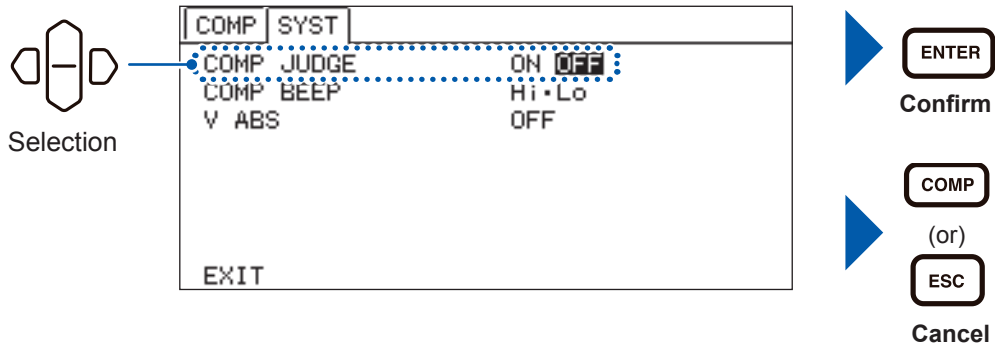 COMP SYST
COMP JUDGE ON OFF
COMP BEEP Hi•Lo
V ABS OFF
EXIT
Selection
ENTER
Confirm
COMP
(or)
ESC
Cancel